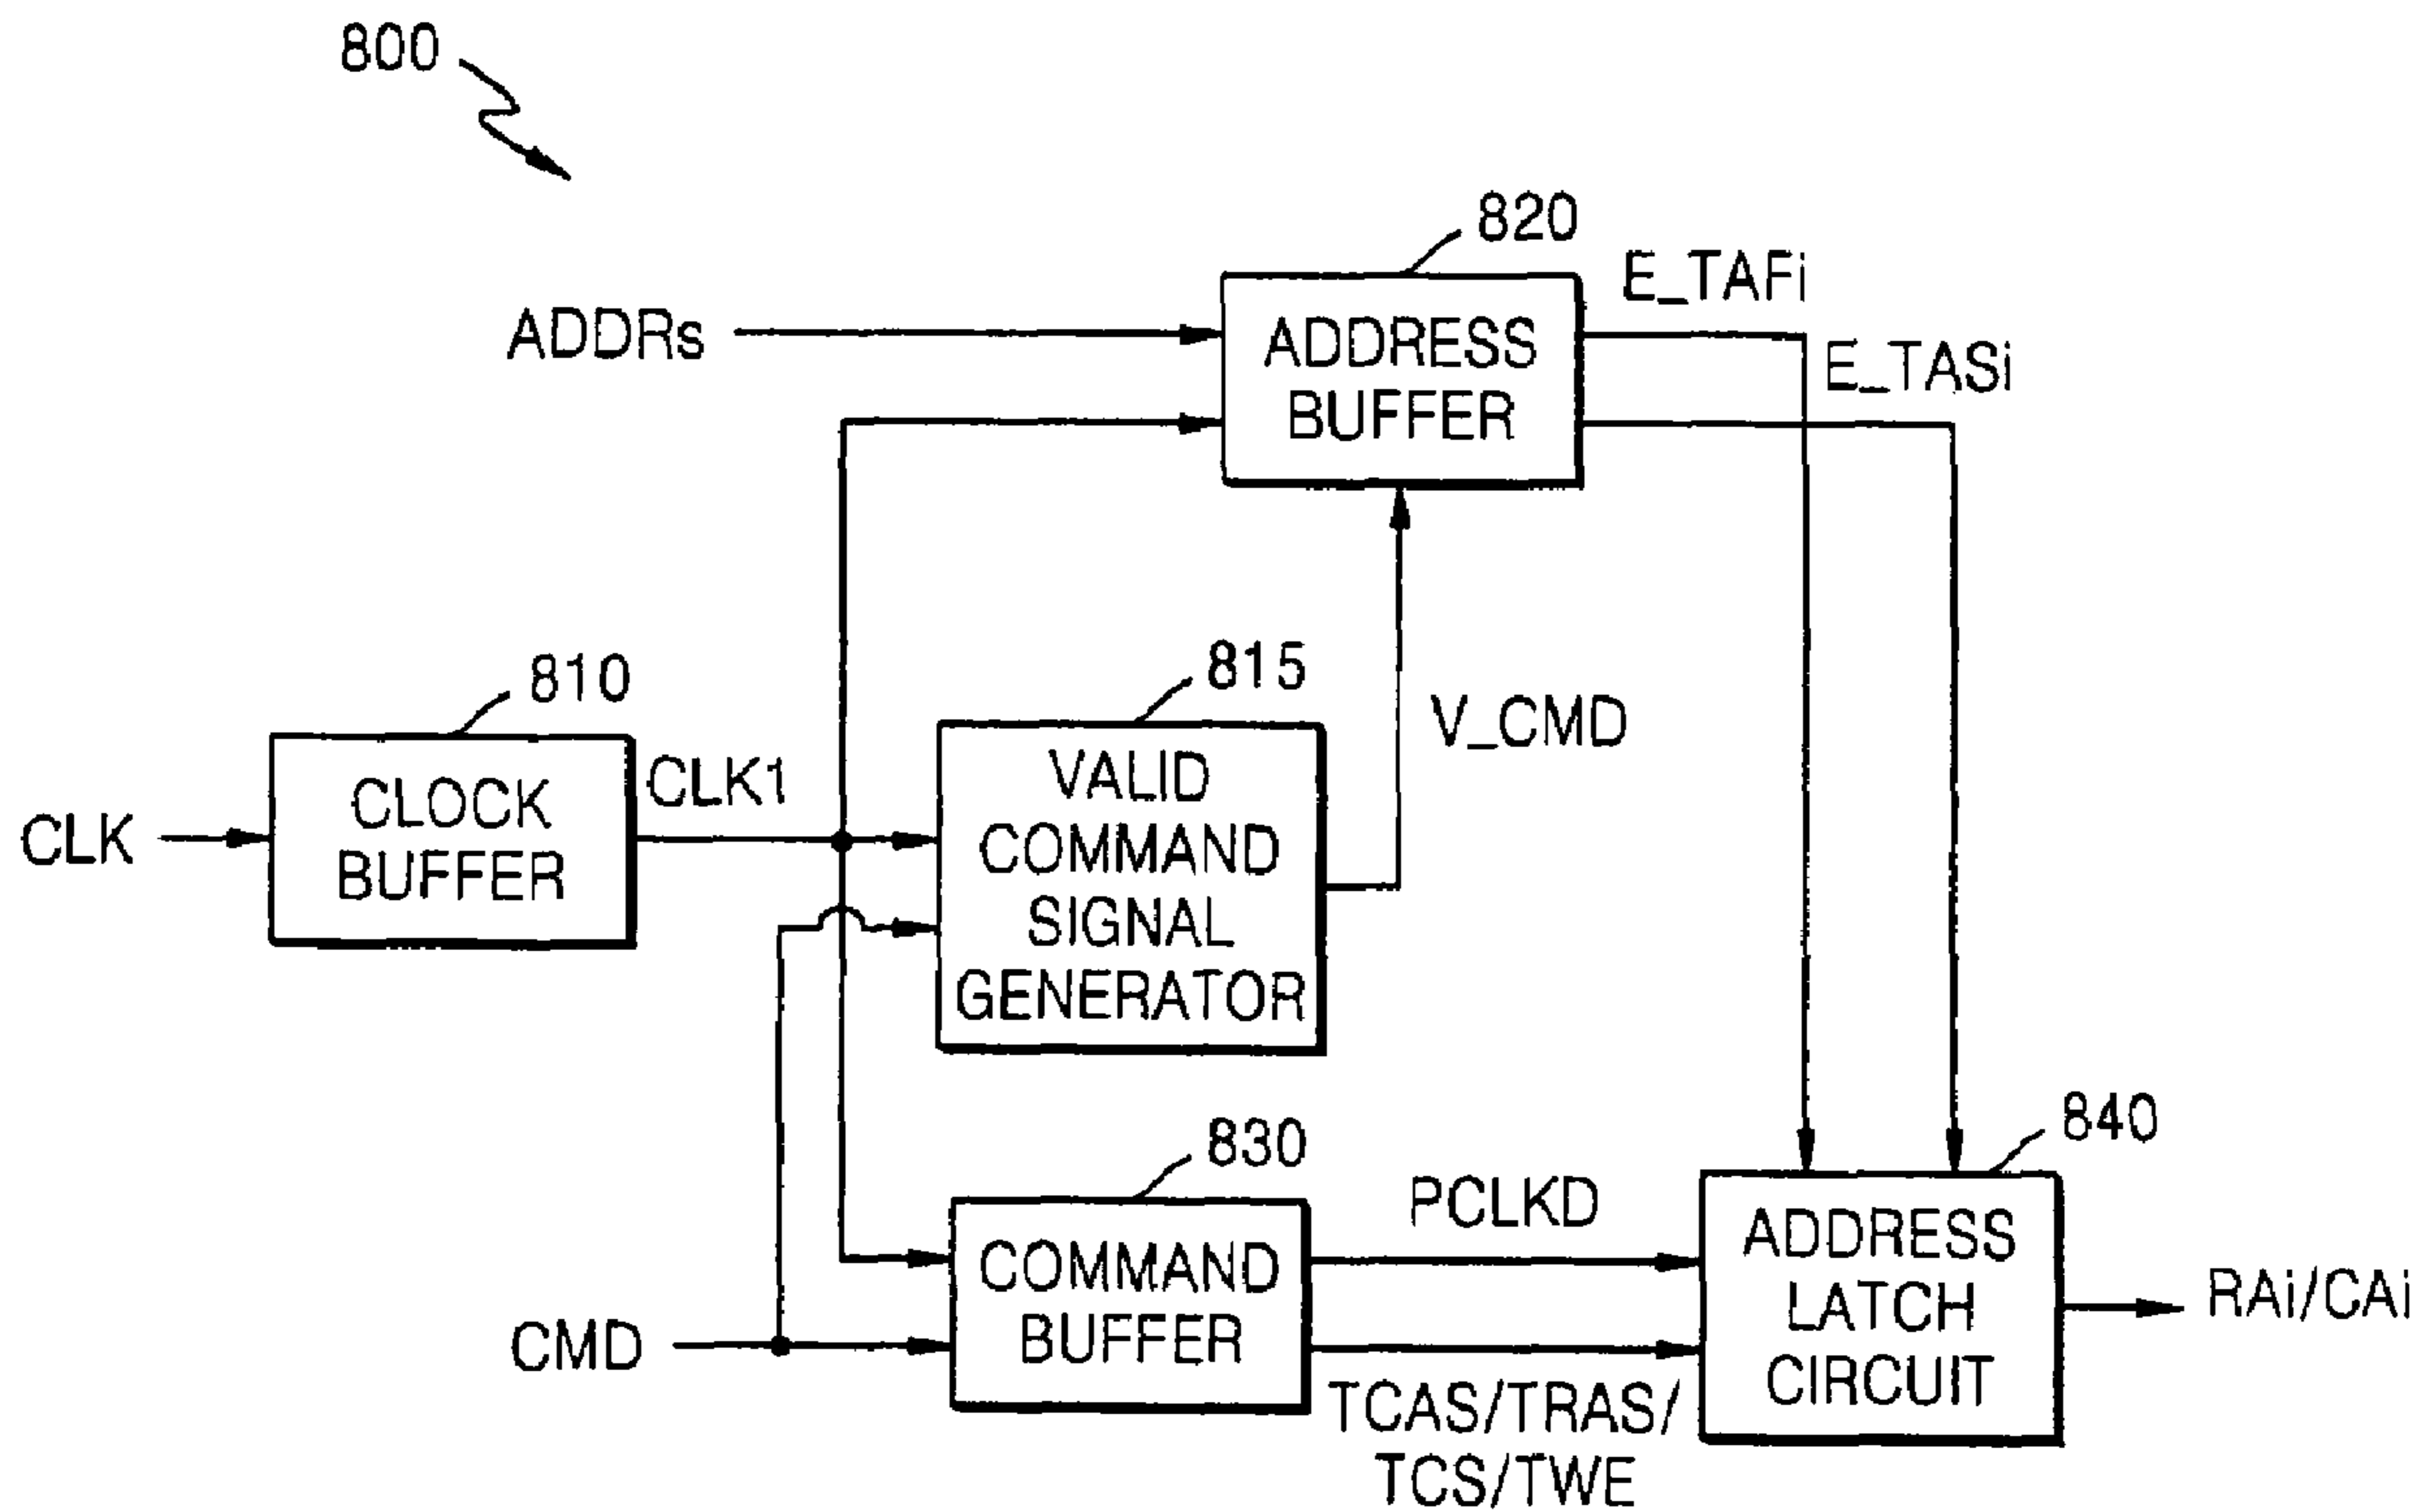 800
820
E_TAFi
ADDRs
ADDRESS
BUFFER
E_TASi
810
815
V_CMD
CLK
CLOCK
BUFFER
CLK1
VALID
COMMAND
SIGNAL
GENERATOR
830
840
CMD
COMMAND
BUFFER
PCLKD
TCAS/TRAS/
TCS/TWE
ADDRESS
LATCH
CIRCUIT
RAi/CAi